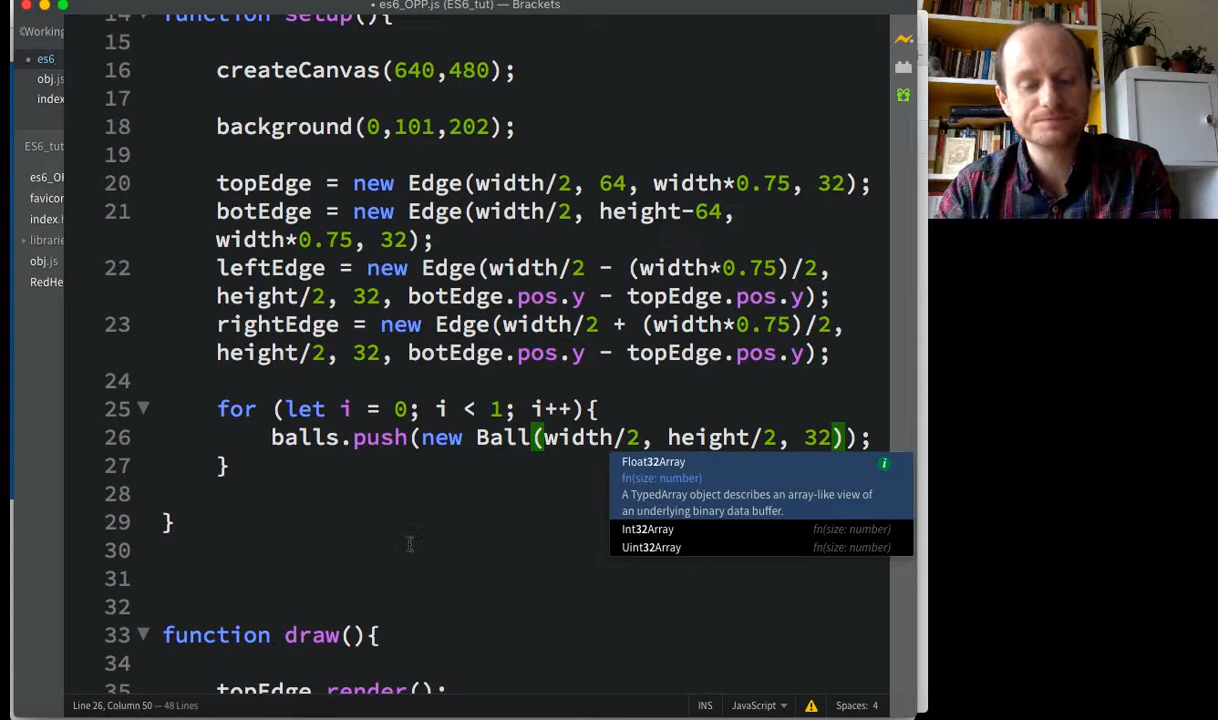 es6_OPP.js (ES6_tut) — Brackets
Working
es6
obj.js
index
ES6_tut
es6_OP
favicor
index.h
librarie
obj.js
RedHe
14 function setup(){
15
16 createCanvas(640,480);
17
18 background(0,101,202);
19
20 topEdge = new Edge(width/2, 64, width*0.75, 32);
21 botEdge = new Edge(width/2, height-64,
width*0.75, 32);
22 leftEdge = new Edge(width/2 - (width*0.75)/2,
height/2, 32, botEdge.pos.y - topEdge.pos.y);
23 rightEdge = new Edge(width/2 + (width*0.75)/2,
height/2, 32, botEdge.pos.y - topEdge.pos.y);
24
25 for (let i = 0; i < 1; i++){
26 balls.push(new Ball(width/2, height/2, 32));
27 }
28
29 }
30
31
32
33 function draw(){
34
35 topEdge.render();
Float32Array
fn(size: number)
A TypedArray object describes an array-like view of
an underlying binary data buffer.
Int32Array fn(size: number)
Uint32Array fn(size: number)
Line 26, Column 50 — 48 Lines
INS JavaScript Spaces: 4